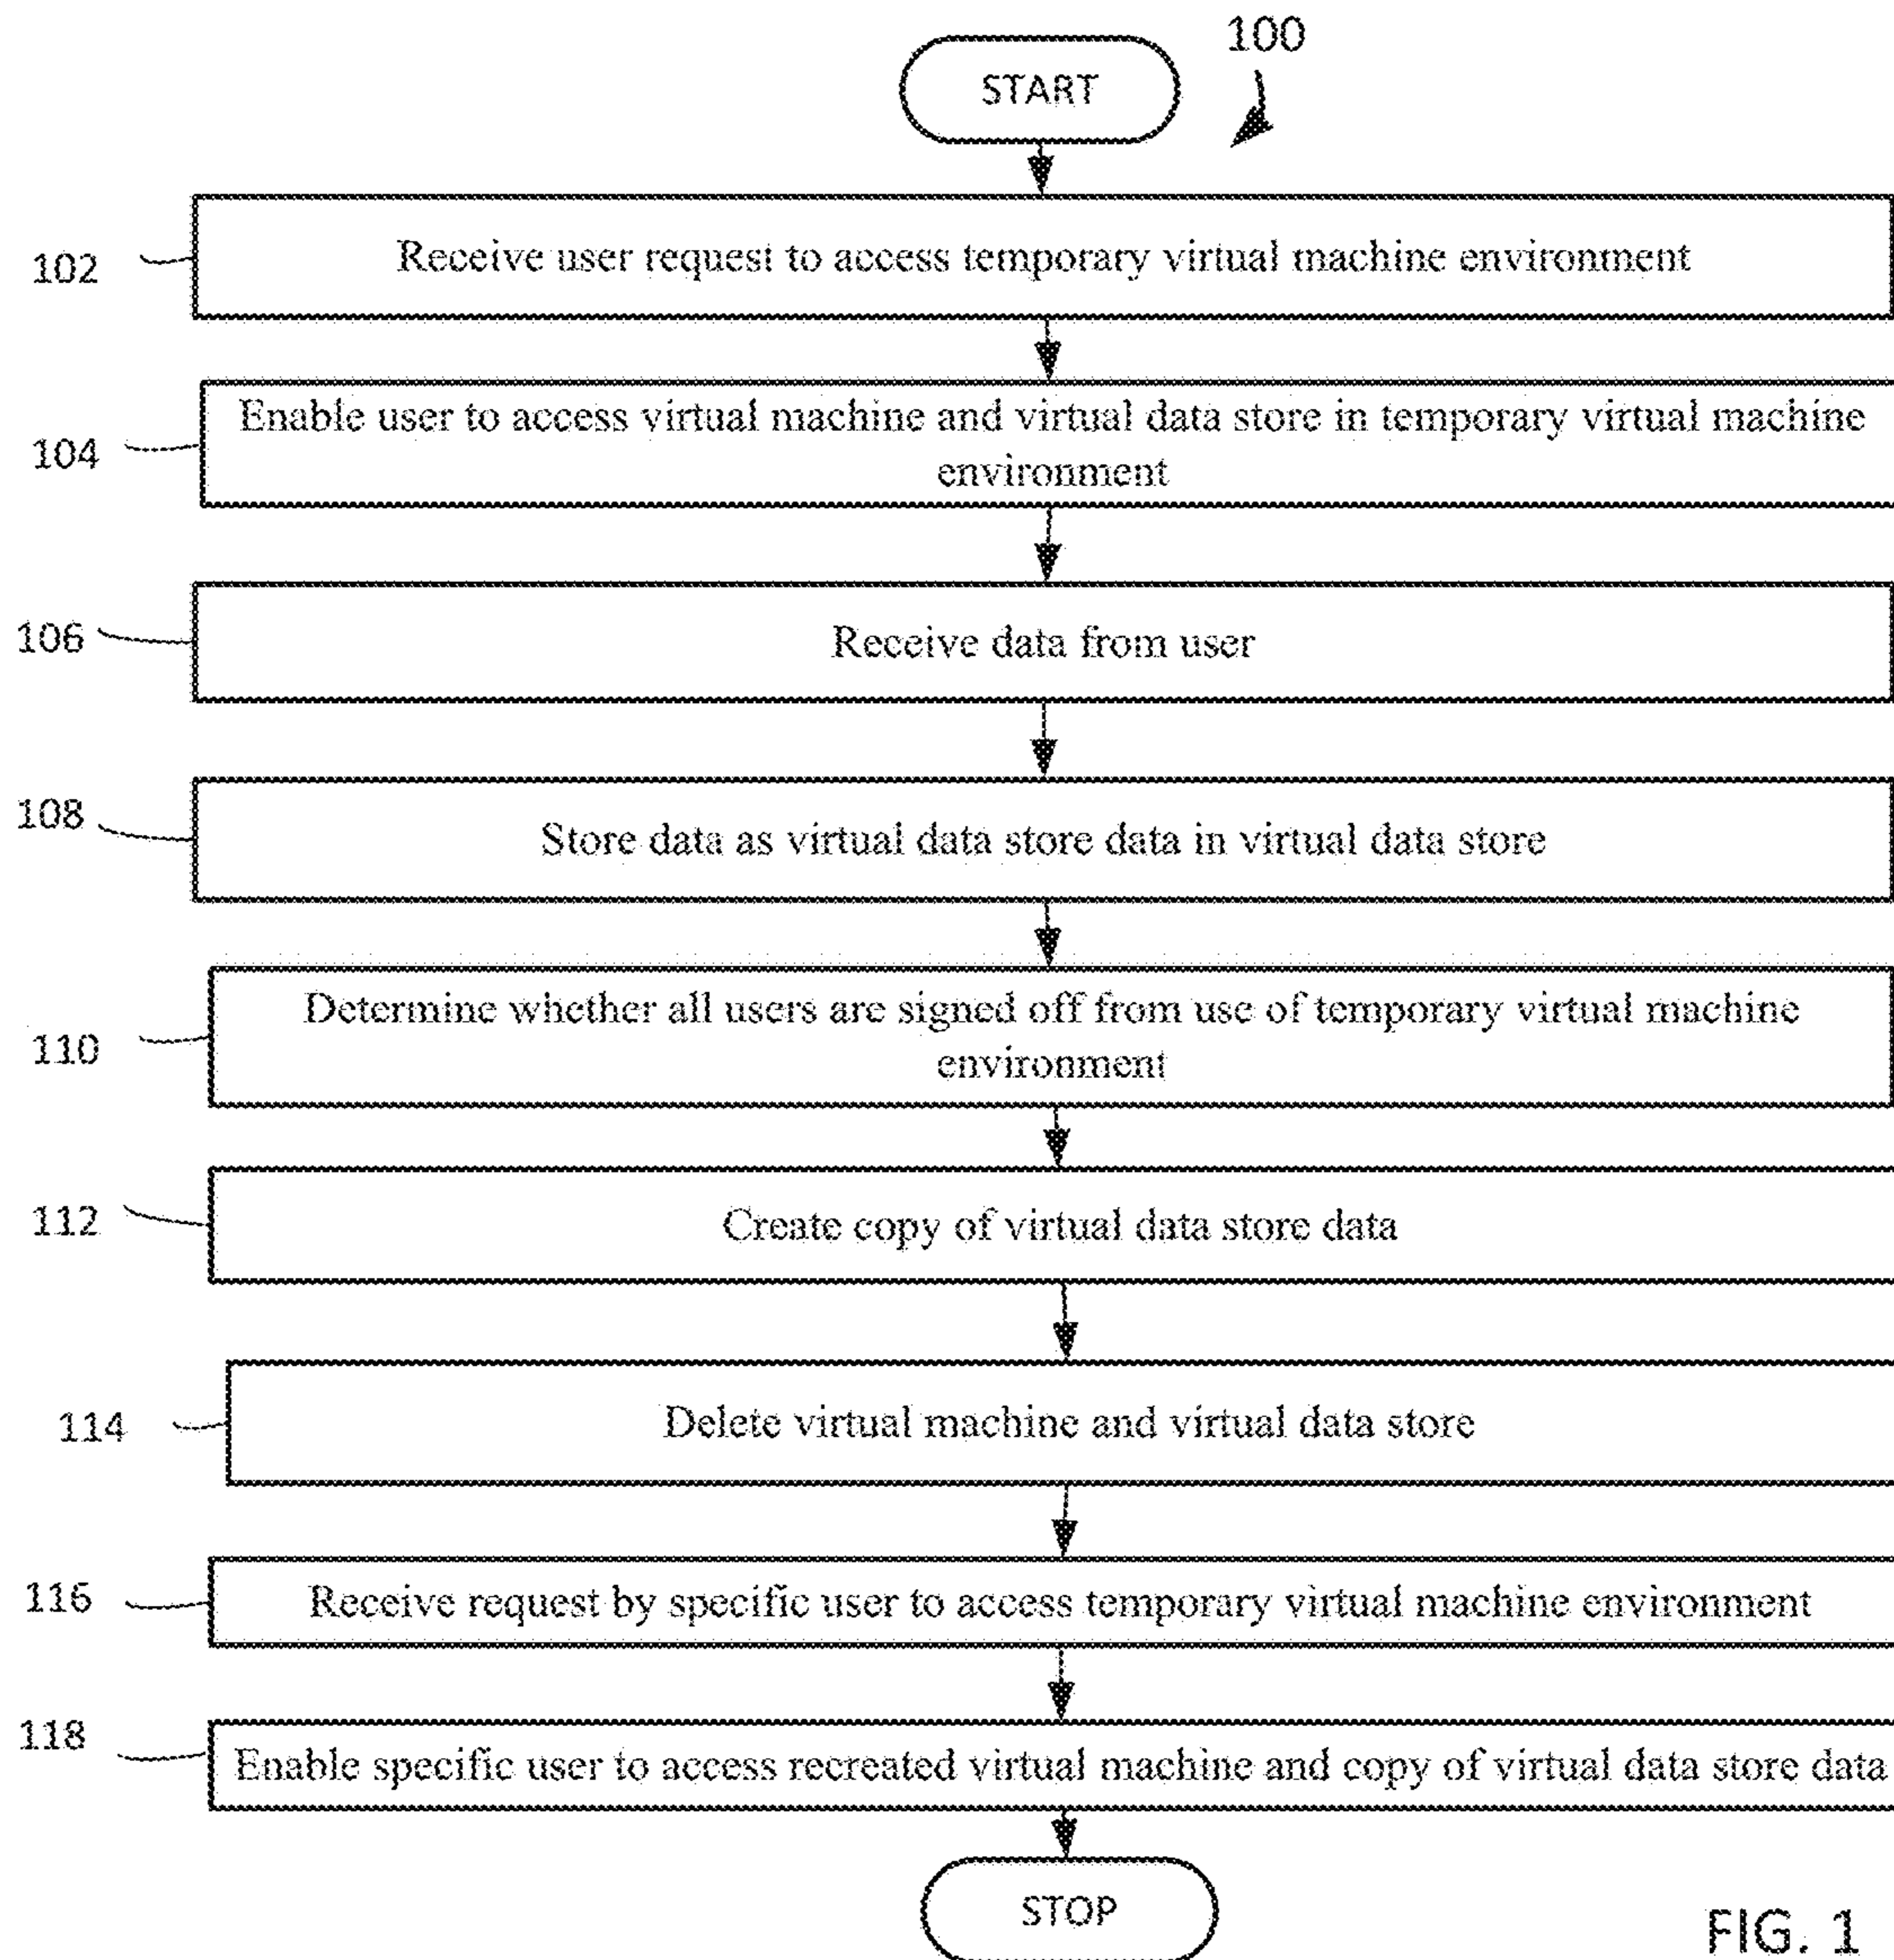 START
100
102
Receive user request to access temporary virtual machine environment
104
Enable user to access virtual machine and virtual data store in temporary virtual machine
environment
106
Receive data from user
108
Store data as virtual data store data in virtual data store
110
Determine whether all users are signed off from use of temporary virtual machine
environment
112
Create copy of virtual data store data
114
Delete virtual machine and virtual data store
116
Receive request by specific user to access temporary virtual machine environment
118
Enable specific user to access recreated virtual machine and copy of virtual data store data
STOP
FIG. 1